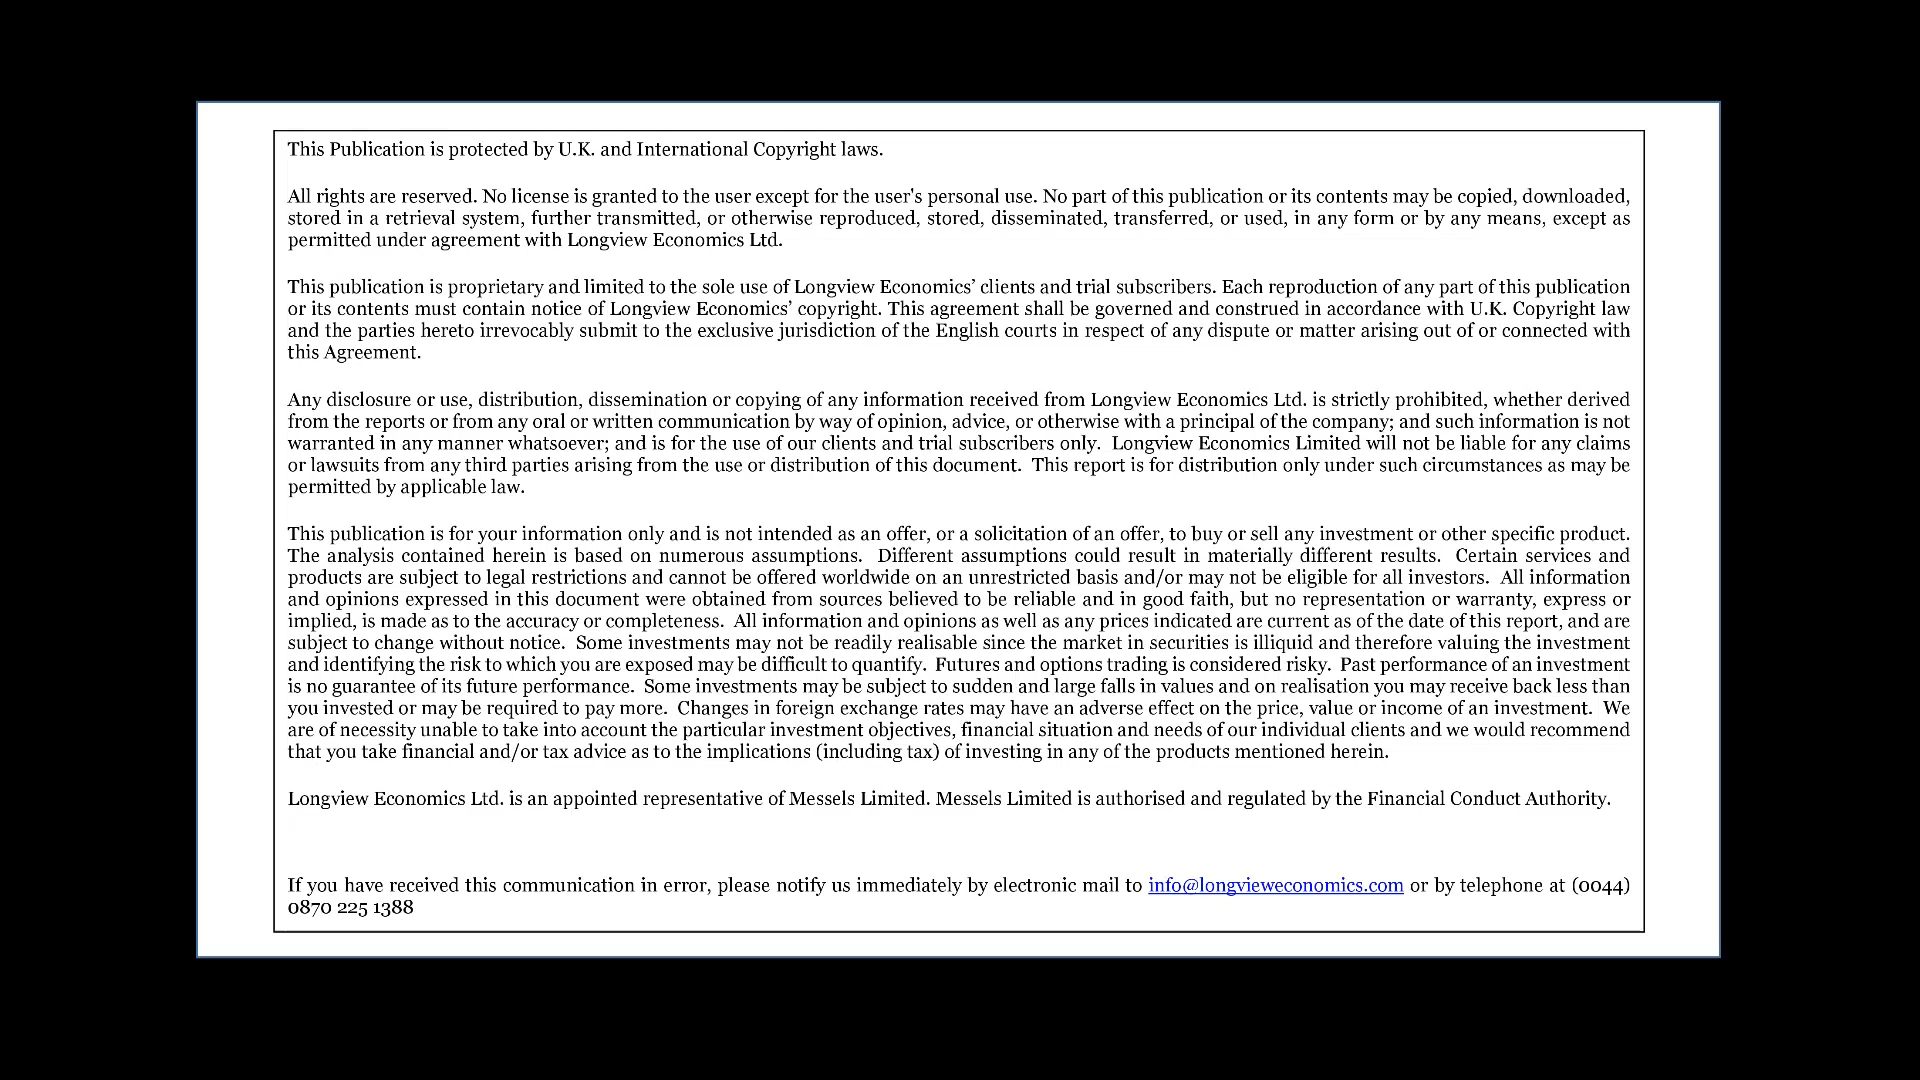 This Publication is protected by U.K. and International Copyright laws.
All rights are reserved. No license is granted to the user except for the user's personal use. No part of this publication or its contents may be copied, downloaded,
stored in a retrieval system, further transmitted, or otherwise reproduced, stored, disseminated, transferred, or used, in any form or by any means, except as
permitted under agreement with Longview Economics Ltd.
This publication is proprietary and limited to the sole use of Longview Economics’ clients and trial subscribers. Each reproduction of any part of this publication
or its contents must contain notice of Longview Economics’ copyright. This agreement shall be governed and construed in accordance with U.K. Copyright law
and the parties hereto irrevocably submit to the exclusive jurisdiction of the English courts in respect of any dispute or matter arising out of or connected with
this Agreement.
Any disclosure or use, distribution, dissemination or copying of any information received from Longview Economics Ltd. is strictly prohibited, whether derived
from the reports or from any oral or written communication by way of opinion, advice, or otherwise with a principal of the company; and such information is not
warranted in any manner whatsoever; and is for the use of our clients and trial subscribers only.  Longview Economics Limited will not be liable for any claims
or lawsuits from any third parties arising from the use or distribution of this document.  This report is for distribution only under such circumstances as may be
permitted by applicable law.
This publication is for your information only and is not intended as an offer, or a solicitation of an offer, to buy or sell any investment or other specific product.
The analysis contained herein is based on numerous assumptions.  Different assumptions could result in materially different results.  Certain services and
products are subject to legal restrictions and cannot be offered worldwide on an unrestricted basis and/or may not be eligible for all investors.  All information
and opinions expressed in this document were obtained from sources believed to be reliable and in good faith, but no representation or warranty, express or
implied, is made as to the accuracy or completeness.  All information and opinions as well as any prices indicated are current as of the date of this report, and are
subject to change without notice.  Some investments may not be readily realisable since the market in securities is illiquid and therefore valuing the investment
and identifying the risk to which you are exposed may be difficult to quantify.  Futures and options trading is considered risky.  Past performance of an investment
is no guarantee of its future performance.  Some investments may be subject to sudden and large falls in values and on realisation you may receive back less than
you invested or may be required to pay more.  Changes in foreign exchange rates may have an adverse effect on the price, value or income of an investment.  We
are of necessity unable to take into account the particular investment objectives, financial situation and needs of our individual clients and we would recommend
that you take financial and/or tax advice as to the implications (including tax) of investing in any of the products mentioned herein.
Longview Economics Ltd. is an appointed representative of Messels Limited. Messels Limited is authorised and regulated by the Financial Conduct Authority.
If you have received this communication in error, please notify us immediately by electronic mail to info@longvieweconomics.com or by telephone at (0044)
0870 225 1388